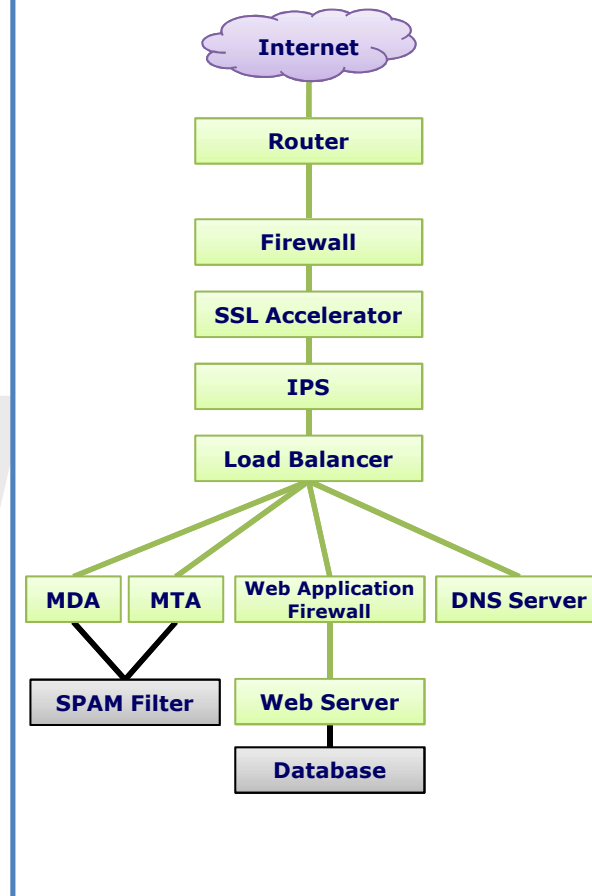 Internet
Router
Firewall
SSL Accelerator
IPS
Load Balancer
MDA
MTA
Web Application
Firewall
DNS Server
SPAM Filter
Web Server
Database